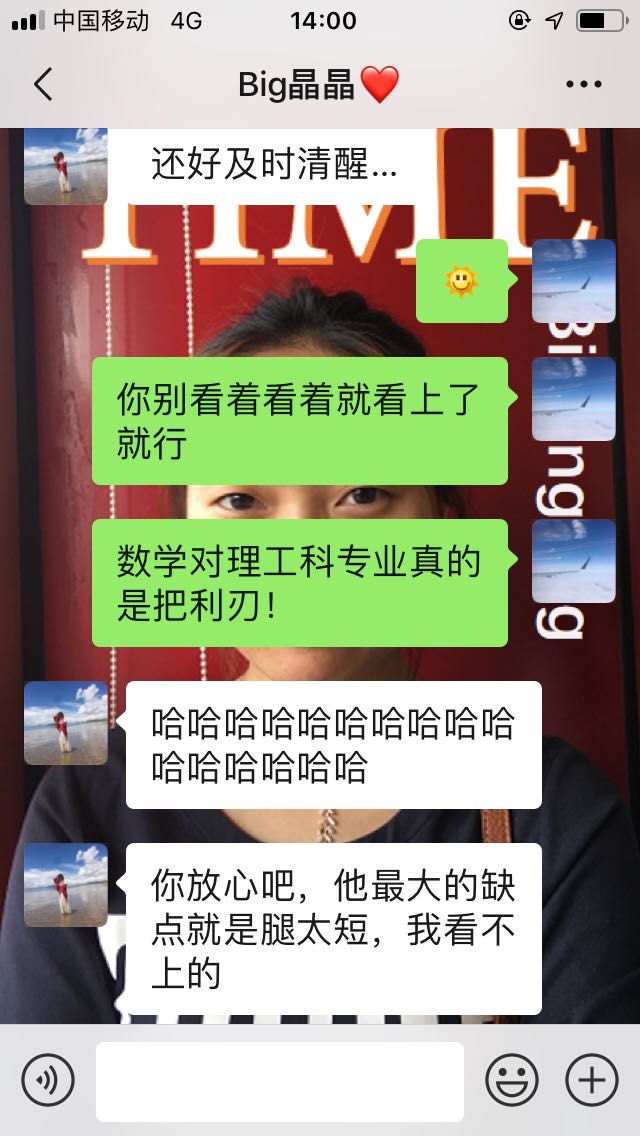 中国移动 4G 14:00
Big晶晶❤️
TIME
还好及时清醒...
你别看着看着就看上了
就行
数学对理工科专业真的
是把利刃！
哈哈哈哈哈哈哈哈哈哈
哈哈哈哈哈哈
你放心吧，他最大的缺
点就是腿太短，我看不
上的